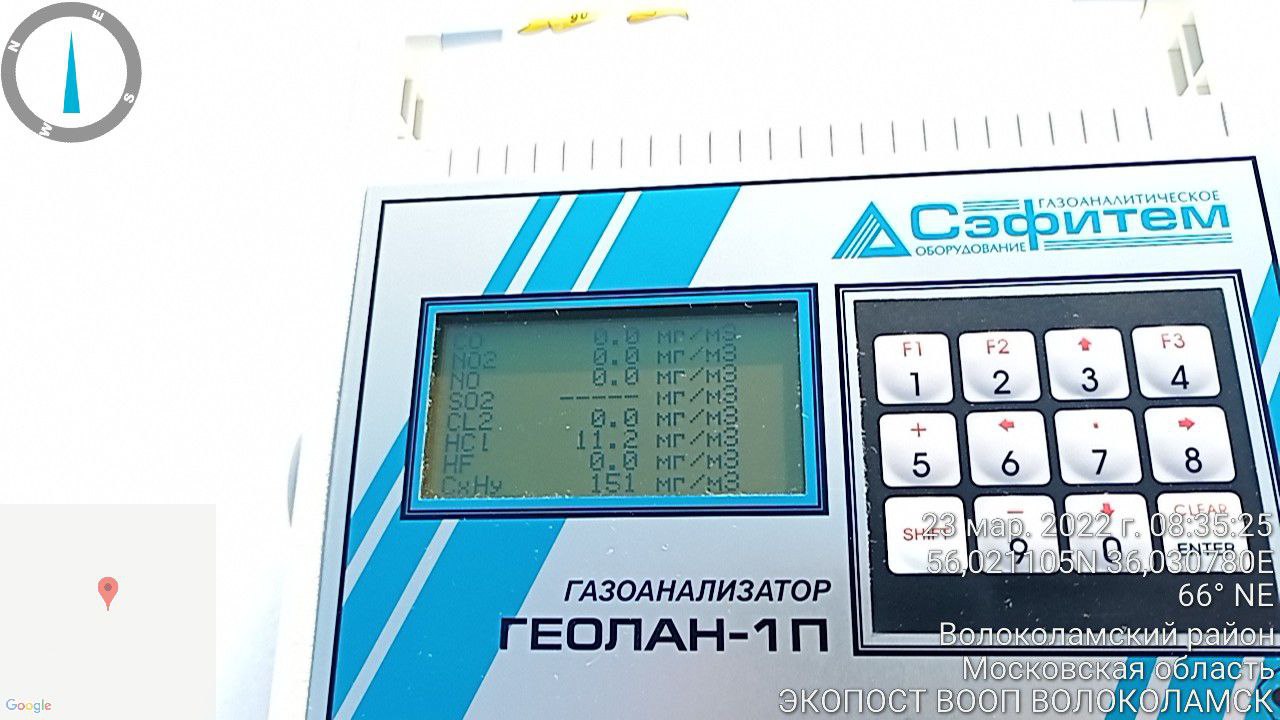 N
E
S
W
90
ГАЗОАНАЛИТИЧЕСКОЕ
Сэфитем
ОБОРУДОВАНИЕ
0.0 мг/м3
NO2 0.0 мг/м3
NO 0.0 мг/м3
SO2 ----- мг/м3
CL2 0.0 мг/м3
HCl 11.2 мг/м3
HF 0.0 мг/м3
CxHy 151 мг/м3
F1 F2 F3
1 2 3 4
+ ← . →
5 6 7 8
SHIFT − CLEAR
9 0 ENTER
ГАЗОАНАЛИЗАТОР
ГЕОЛАН-1П
23 мар. 2022 г. 08:35:25
56,021105N 36,030780E
66° NE
Волоколамский район
Московская область
ЭКОПОСТ ВООП ВОЛОКОЛАМСК
Google